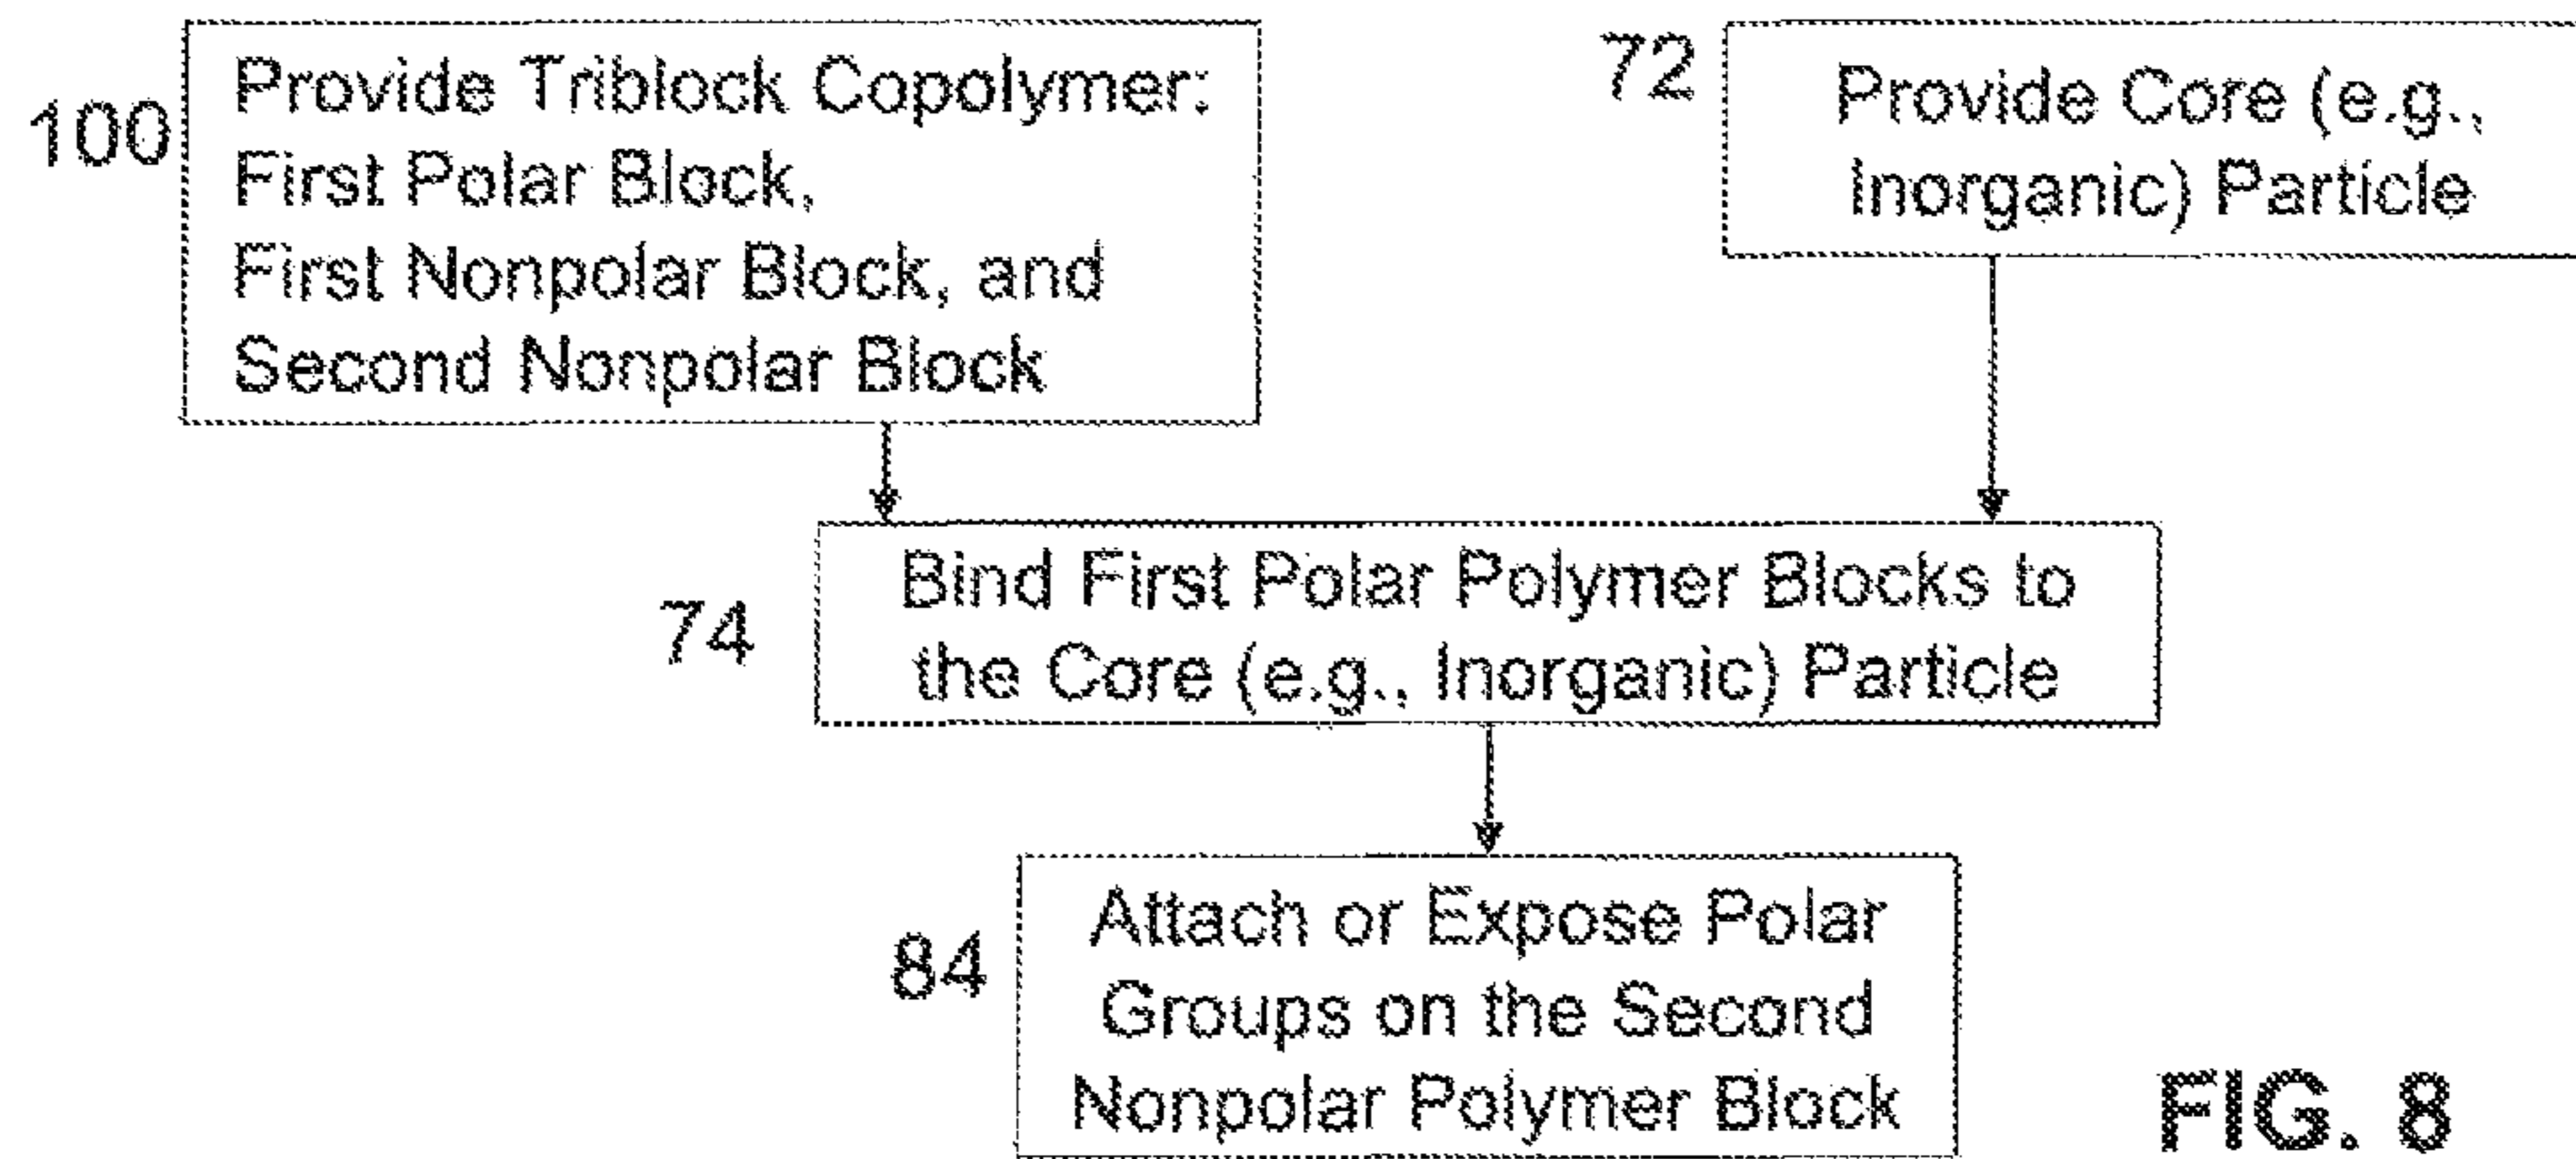 100
Provide Triblock Copolymer:
First Polar Block,
First Nonpolar Block, and
Second Nonpolar Block
72
Provide Core (e.g.,
Inorganic) Particle
74
Bind First Polar Polymer Blocks to
the Core (e.g., Inorganic) Particle
84
Attach or Expose Polar
Groups on the Second
Nonpolar Polymer Block
FIG. 8